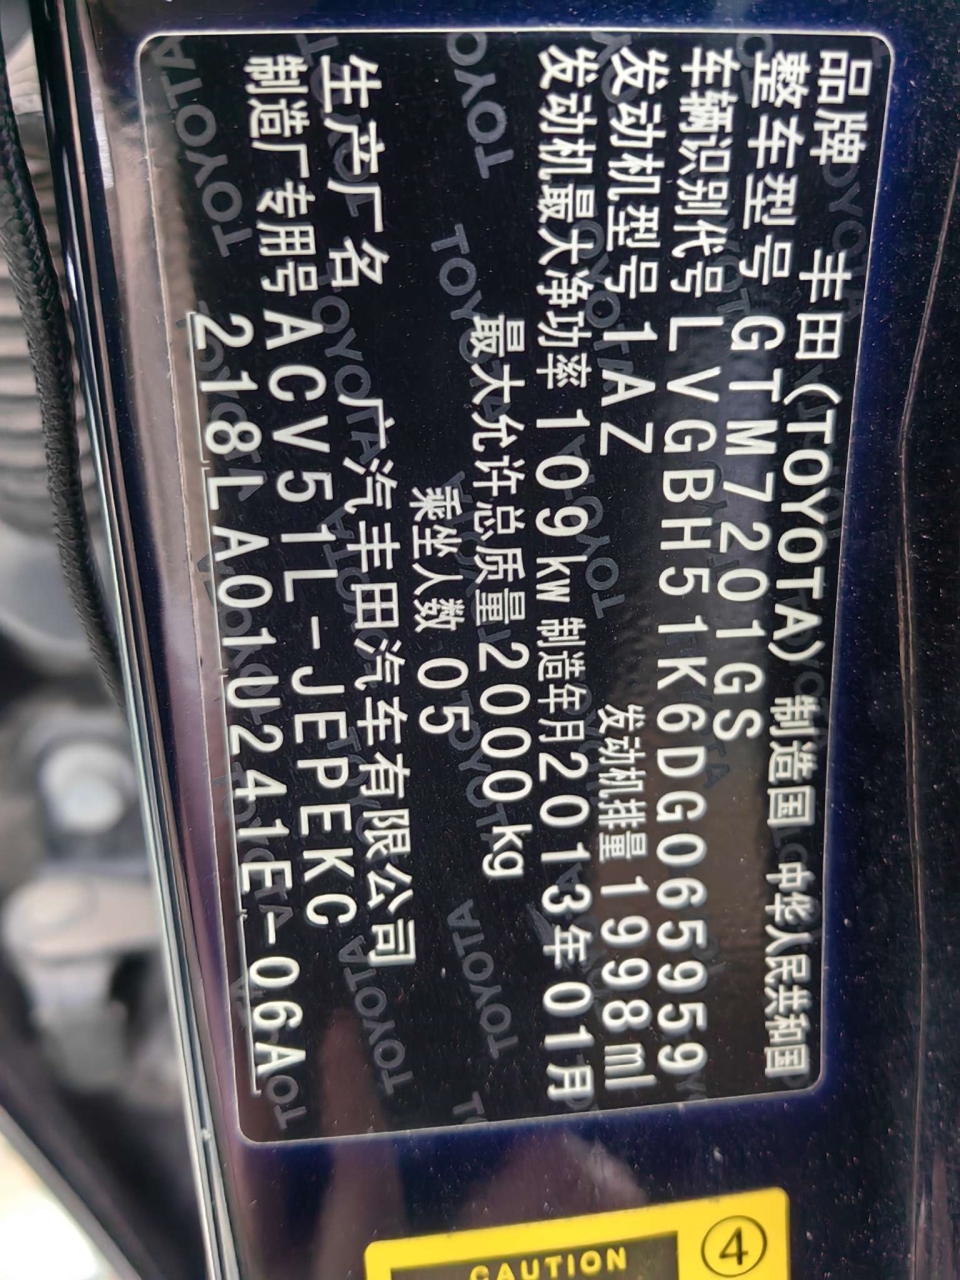 品牌 丰田(TOYOTA) 制造国 中华人民共和国
整车型号 GTM7201GS
车辆识别代号 LVGBH51K6DG065959
发动机型号 1AZ 发动机排量 1998ml
发动机最大净功率 109kw 制造年月 2013年01月
最大允许总质量 2000kg
乘坐人数 05
生产厂名 广汽丰田汽车有限公司
制造厂专用号 ACV51L-JEPEKC
218LA01U241E-06A
CAUTION 4